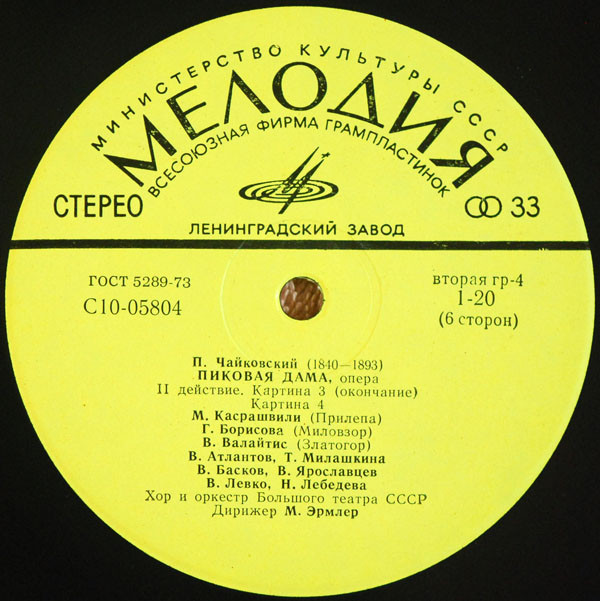 МИНИСТЕРСТВО КУЛЬТУРЫ СССР
МЕЛОДИЯ
ВСЕСОЮЗНАЯ ФИРМА ГРАМПЛАСТИНОК
СТЕРЕО
33
ЛЕНИНГРАДСКИЙ ЗАВОД
ГОСТ 5289-73
С10-05804
вторая гр-4
1-20
(6 сторон)
П. Чайковский (1840—1893)
ПИКОВАЯ ДАМА, опера
II действие. Картина 3 (окончание)
Картина 4
М. Касрашвили (Прилепа)
Г. Борисова (Миловзор)
В. Валайтис (Златогор)
В. Атлантов, Т. Милашкина
В. Басков, В. Ярославцев
В. Левко, Н. Лебедева
Хор и оркестр Большого театра СССР
Дирижер М. Эрмлер